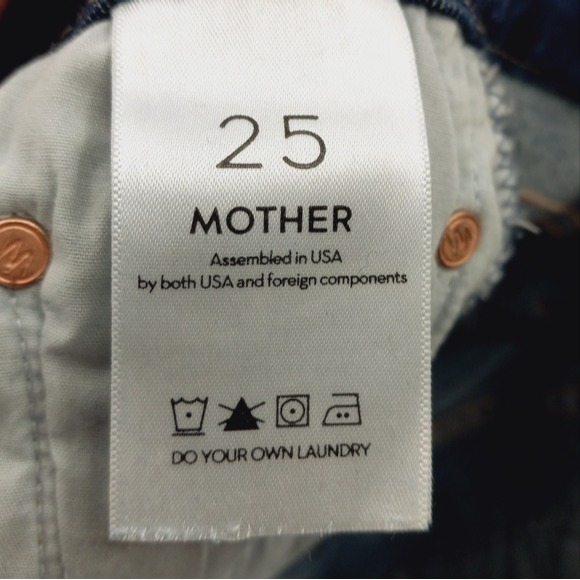 25
MOTHER
Assembled in USA
by both USA and foreign components
DO YOUR OWN LAUNDRY